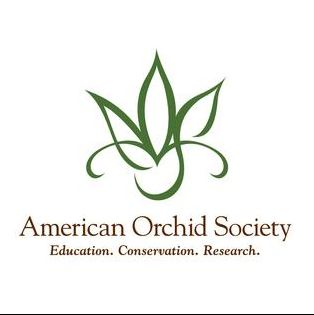 American Orchid Society
Education. Conservation. Research.